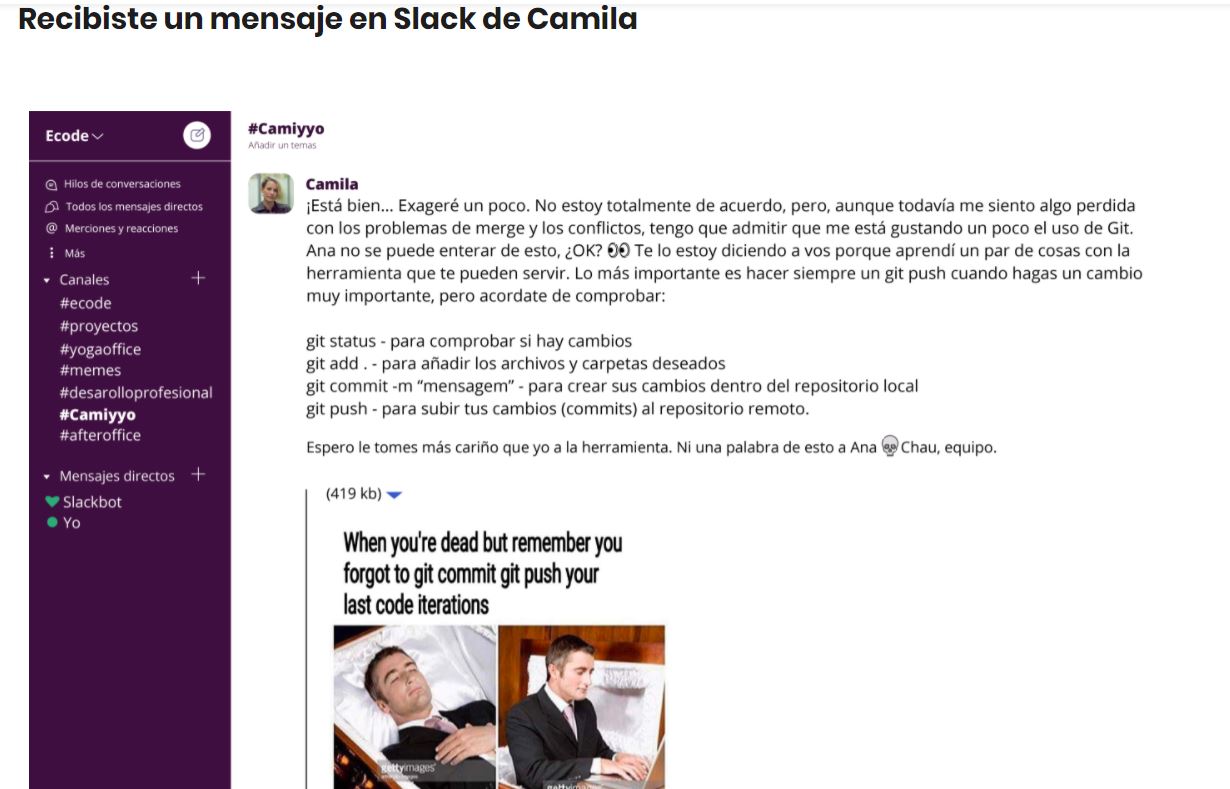 Recibiste un mensaje en Slack de Camila
Ecode
Hilos de conversaciones
Todos los mensajes directos
@ Merciones y reacciones
Más
Canales +
#ecode
#proyectos
#yogaoffice
#memes
#desarolloprofesional
#Camiyyo
#afteroffice
Mensajes directos +
Slackbot
Yo
#Camiyyo
Añadir un temas
Camila
¡Está bien... Exageré un poco. No estoy totalmente de acuerdo, pero, aunque todavía me siento algo perdida
con los problemas de merge y los conflictos, tengo que admitir que me está gustando un poco el uso de Git.
Ana no se puede enterar de esto, ¿OK? 👀 Te lo estoy diciendo a vos porque aprendí un par de cosas con la
herramienta que te pueden servir. Lo más importante es hacer siempre un git push cuando hagas un cambio
muy importante, pero acordate de comprobar:
git status - para comprobar si hay cambios
git add . - para añadir los archivos y carpetas deseados
git commit -m “mensagem” - para crear sus cambios dentro del repositorio local
git push - para subir tus cambios (commits) al repositorio remoto.
Espero le tomes más cariño que yo a la herramienta. Ni una palabra de esto a Ana 💀 Chau, equipo.
(419 kb)
When you're dead but remember you
forgot to git commit git push your
last code iterations
gettyimages